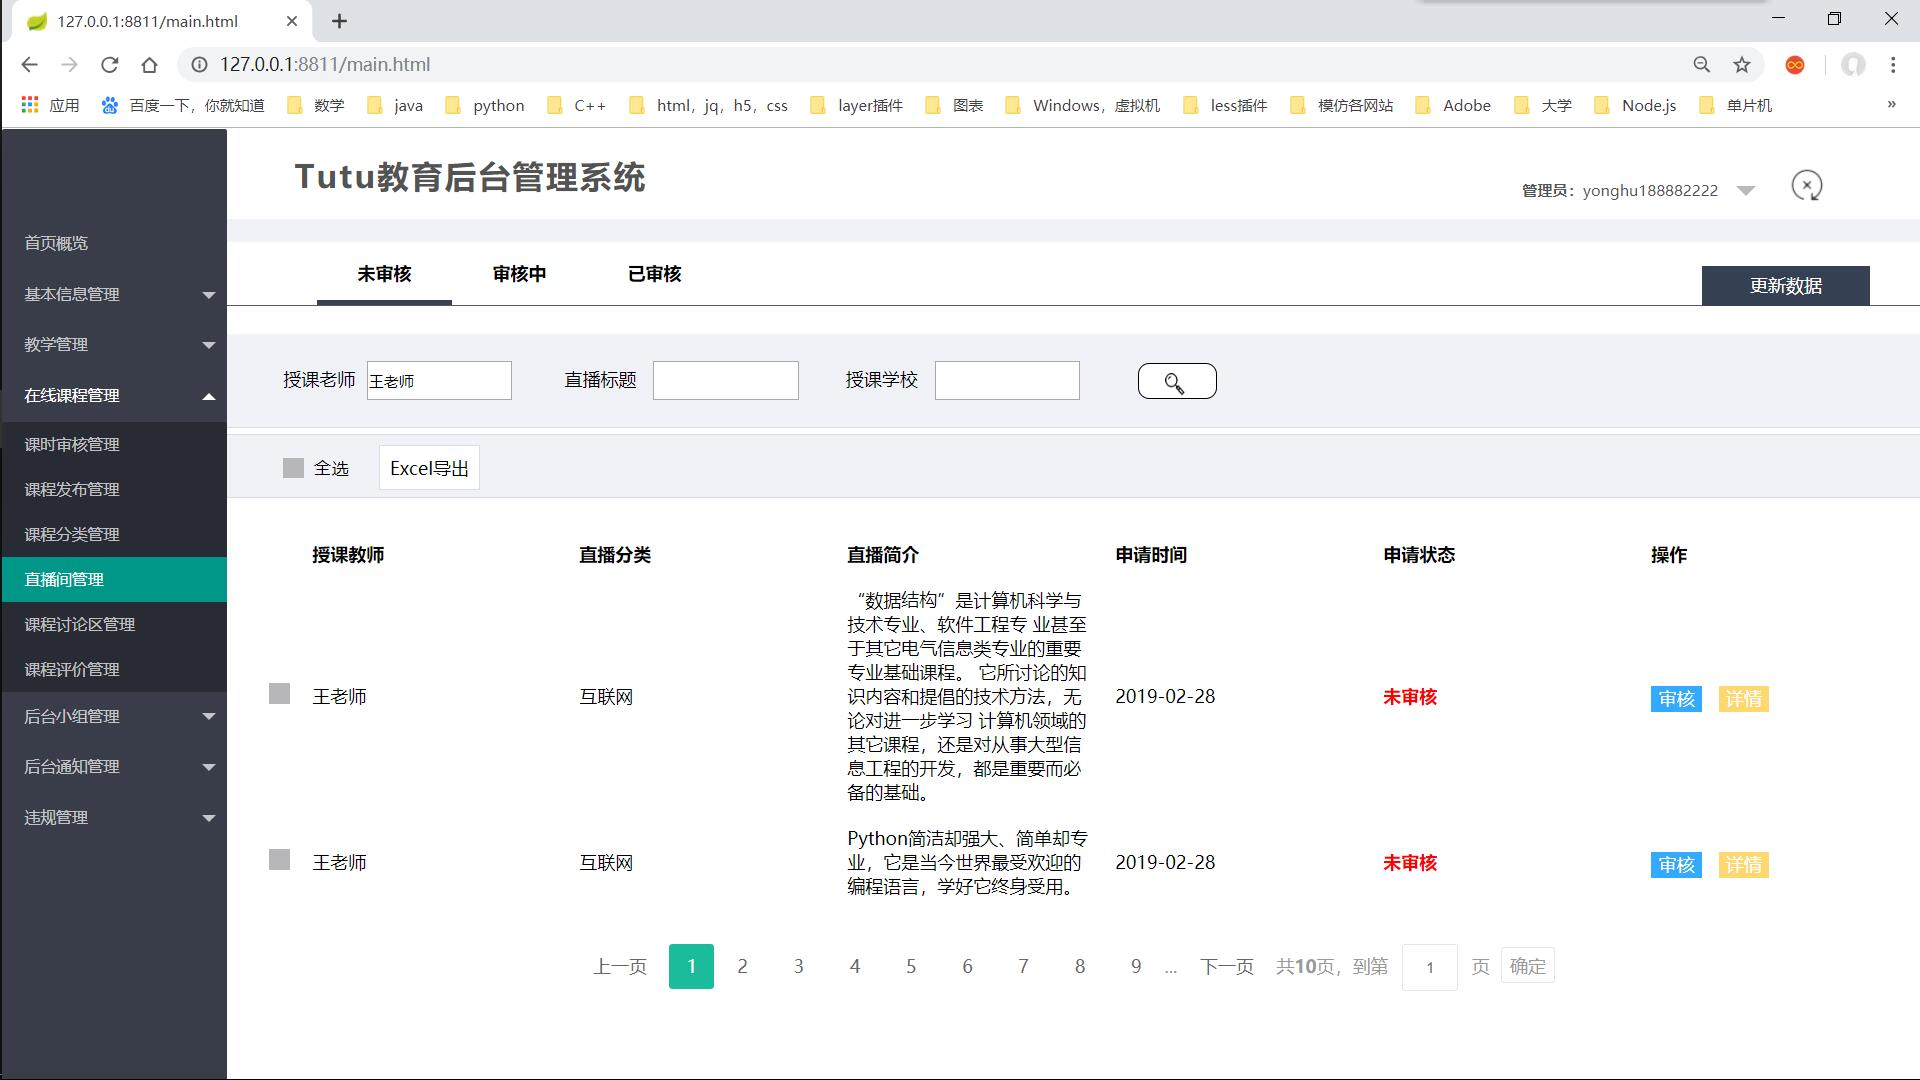 127.0.0.1:8811/main.html
127.0.0.1:8811/main.html
应用 百度一下，你就知道 数学 java python C++ html，jq，h5，css layer插件 图表 Windows，虚拟机 less插件 模仿各网站 Adobe 大学 Node.js 单片机 »
Tutu教育后台管理系统
管理员：yonghu188882222
首页概览
基本信息管理
教学管理
在线课程管理
课时审核管理
课程发布管理
课程分类管理
直播间管理
课程讨论区管理
课程评价管理
后台小组管理
后台通知管理
违规管理
未审核 审核中 已审核
更新数据
授课老师 王老师 直播标题 授课学校
全选 Excel导出
授课教师 直播分类 直播简介 申请时间 申请状态 操作
“数据结构”是计算机科学与
技术专业、软件工程专 业甚至
于其它电气信息类专业的重要
专业基础课程。 它所讨论的知
识内容和提倡的技术方法，无
论对进一步学习 计算机领域的
其它课程，还是对从事大型信
息工程的开发，都是重要而必
备的基础。
王老师 互联网 2019-02-28 未审核 审核 详情
Python简洁却强大、简单却专
业，它是当今世界最受欢迎的
编程语言，学好它终身受用。
王老师 互联网 2019-02-28 未审核 审核 详情
上一页 1 2 3 4 5 6 7 8 9 ... 下一页 共10页，到第 1 页 确定